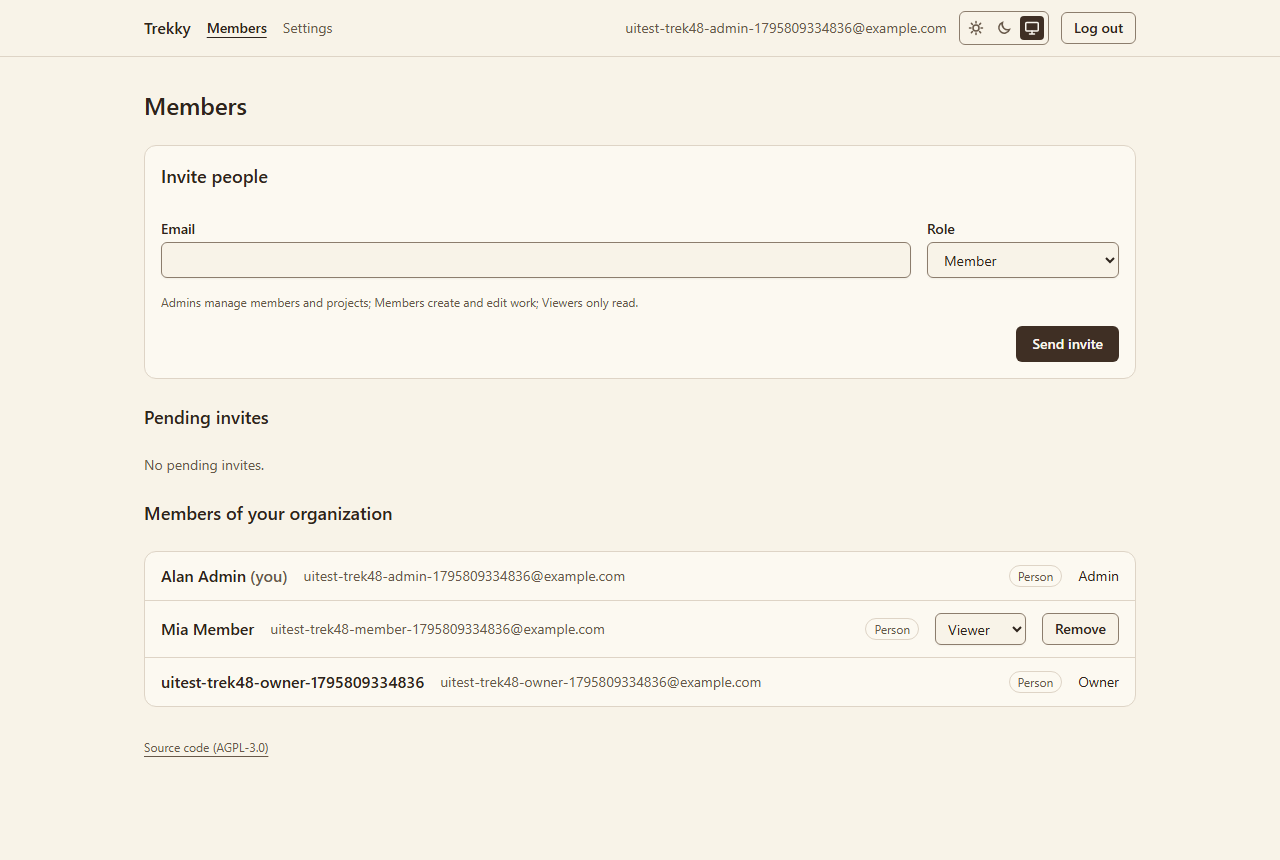 Trekky Members Settings uitest-trek48-admin-1795809334836@example.com Log out
Members
Invite people
Email Role
Member
Admins manage members and projects; Members create and edit work; Viewers only read.
Send invite
Pending invites
No pending invites.
Members of your organization
Alan Admin (you) uitest-trek48-admin-1795809334836@example.com Person Admin
Mia Member uitest-trek48-member-1795809334836@example.com Person Viewer Remove
uitest-trek48-owner-1795809334836 uitest-trek48-owner-1795809334836@example.com Person Owner
Source code (AGPL-3.0)